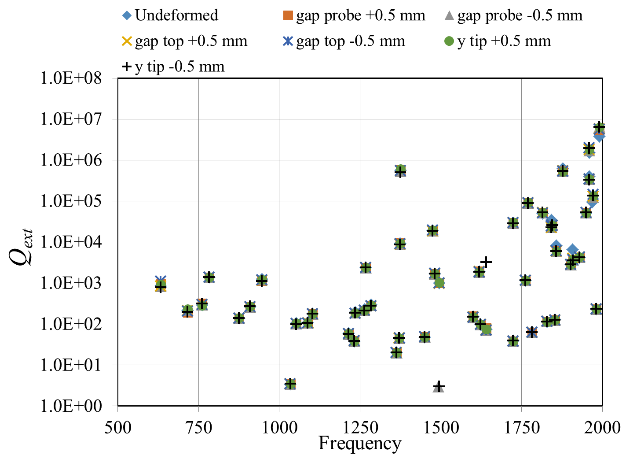 Undeformed gap probe +0.5 mm gap probe -0.5 mm
gap top +0.5 mm gap top -0.5 mm y tip +0.5 mm
y tip -0.5 mm
1.0E+08
1.0E+07
1.0E+06
1.0E+05
1.0E+04
1.0E+03
1.0E+02
1.0E+01
1.0E+00
Qext
500 750 1000 1250 1500 1750 2000
Frequency